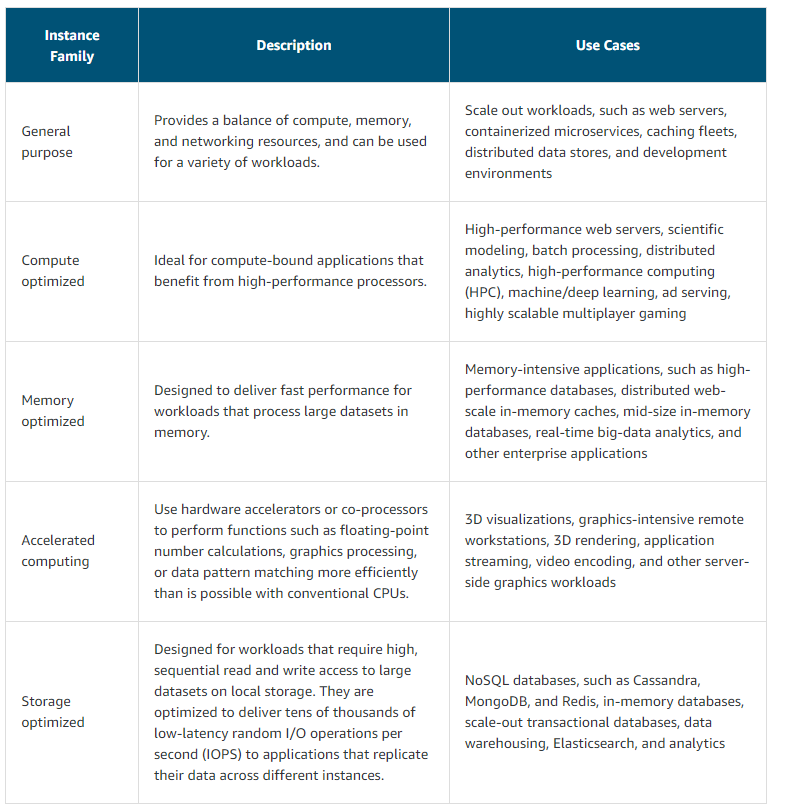 Instance
Family
Description
Use Cases
General
purpose
Provides a balance of compute, memory,
and networking resources, and can be used
for a variety of workloads.
Scale out workloads, such as web servers,
containerized microservices, caching fleets,
distributed data stores, and development
environments
Compute
optimized
Ideal for compute-bound applications that
benefit from high-performance processors.
High-performance web servers, scientific
modeling, batch processing, distributed
analytics, high-performance computing
(HPC), machine/deep learning, ad serving,
highly scalable multiplayer gaming
Memory
optimized
Designed to deliver fast performance for
workloads that process large datasets in
memory.
Memory-intensive applications, such as high-
performance databases, distributed web-
scale in-memory caches, mid-size in-memory
databases, real-time big-data analytics, and
other enterprise applications
Accelerated
computing
Use hardware accelerators or co-processors
to perform functions such as floating-point
number calculations, graphics processing,
or data pattern matching more efficiently
than is possible with conventional CPUs.
3D visualizations, graphics-intensive remote
workstations, 3D rendering, application
streaming, video encoding, and other server-
side graphics workloads
Storage
optimized
Designed for workloads that require high,
sequential read and write access to large
datasets on local storage. They are
optimized to deliver tens of thousands of
low-latency random I/O operations per
second (IOPS) to applications that replicate
their data across different instances.
NoSQL databases, such as Cassandra,
MongoDB, and Redis, in-memory databases,
scale-out transactional databases, data
warehousing, Elasticsearch, and analytics